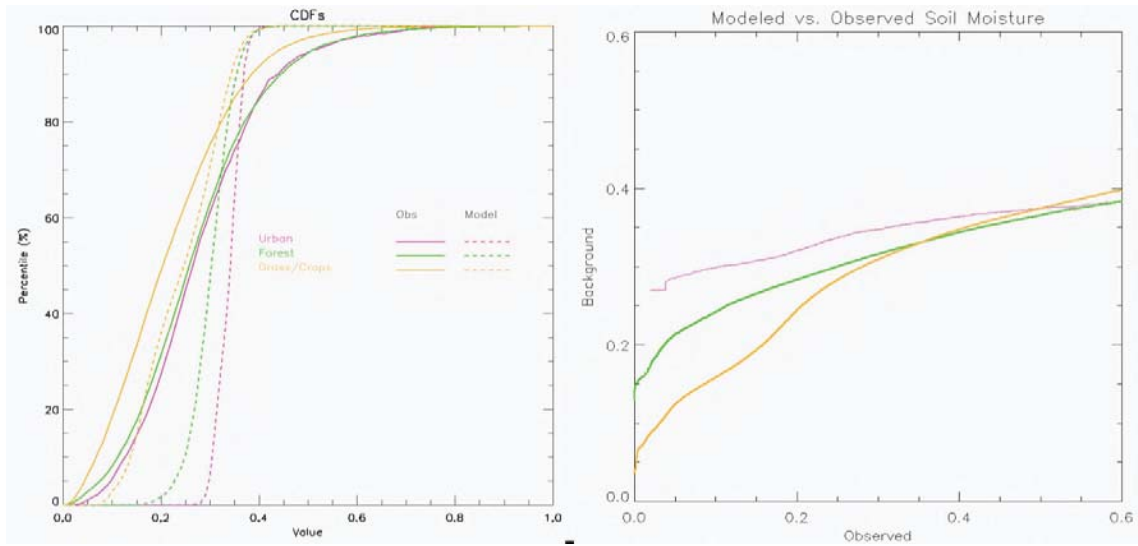 CDFs
100
80
60
40
20
0
Percentile (%)
0.0 0.2 0.4 0.6 0.8 1.0
Value
Obs Model
Urban
Forest
Grass/Crops
Modeled vs. Observed Soil Moisture
0.6
0.4
0.2
0.0
Background
0.0 0.2 0.4 0.6
Observed